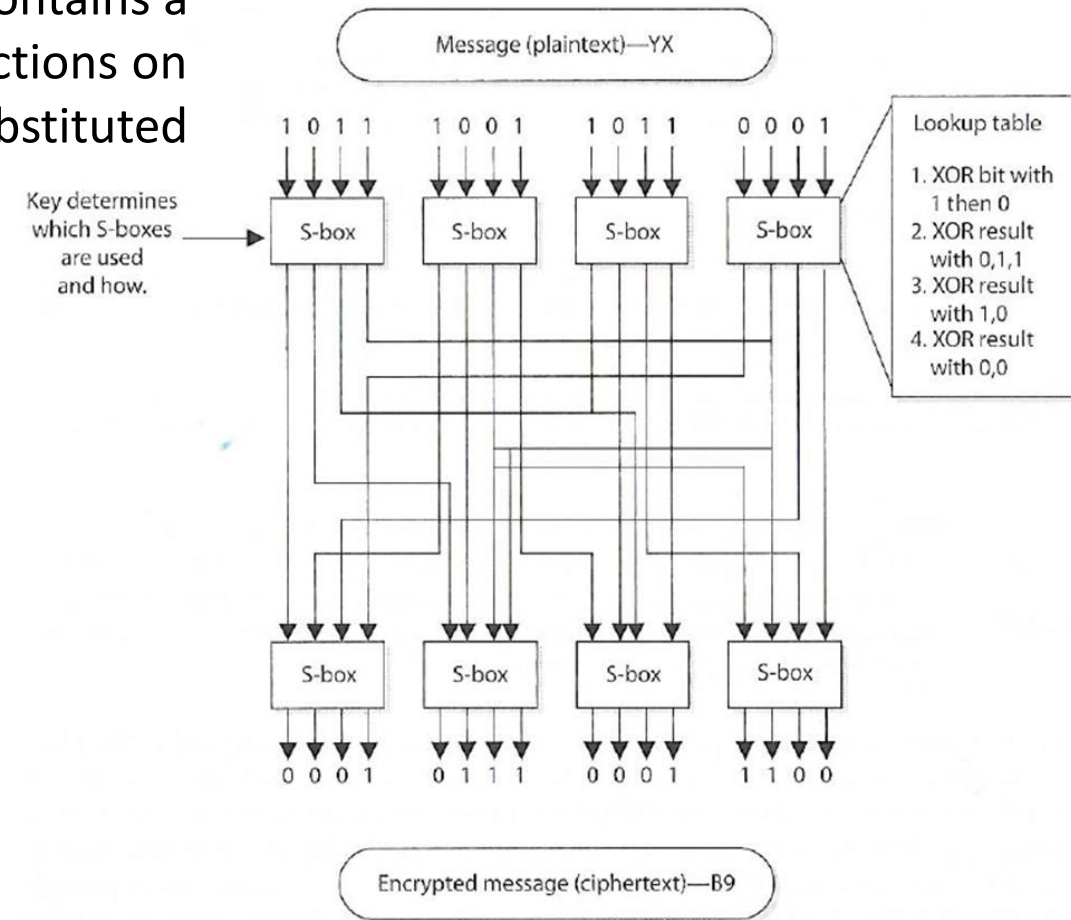 ontains a
ctions on
bstituted
Message (plaintext)—YX
1 0 1 1 1 0 0 1 1 0 1 1 0 0 0 1
Key determines
which S-boxes
are used
and how.
S-box S-box S-box S-box
Lookup table
1. XOR bit with
1 then 0
2. XOR result
with 0,1,1
3. XOR result
with 1,0
4. XOR result
with 0,0
S-box S-box S-box S-box
0 0 0 1 0 1 1 1 0 0 0 1 1 1 0 0
Encrypted message (ciphertext)—B9